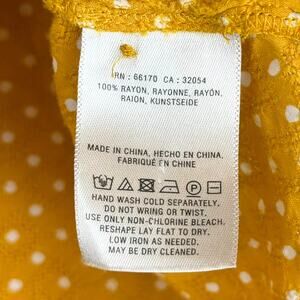 RN : 66170 CA : 32054
100% RAYON, RAYONNE, RAYÓN,
RAION, KUNSTSEIDE
MADE IN CHINA, HECHO EN CHINA,
FABRIQUÉ EN CHINE
HAND WASH COLD SEPARATELY.
DO NOT WRING OR TWIST.
USE ONLY NON-CHLORINE BLEACH.
RESHAPE LAY FLAT TO DRY.
LOW IRON AS NEEDED.
MAY BE DRY CLEANED.